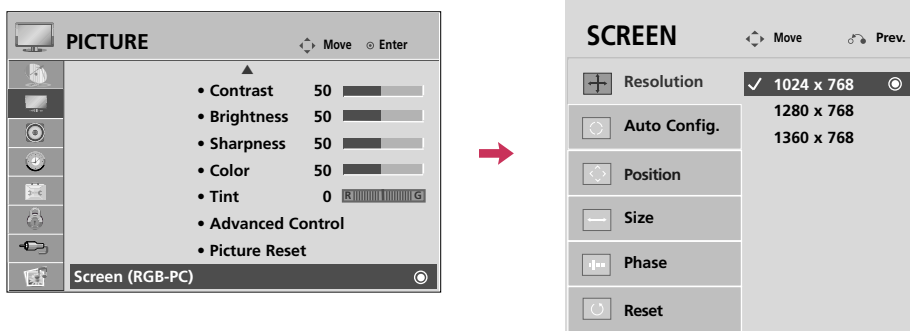 PICTURE
Move
Enter
• Contrast 50
• Brightness 50
• Sharpness 50
• Color 50
• Tint 0 R G
• Advanced Control
• Picture Reset
Screen (RGB-PC)
SCREEN
Move
Prev.
Resolution
Auto Config.
Position
Size
Phase
Reset
1024 x 768
1280 x 768
1360 x 768